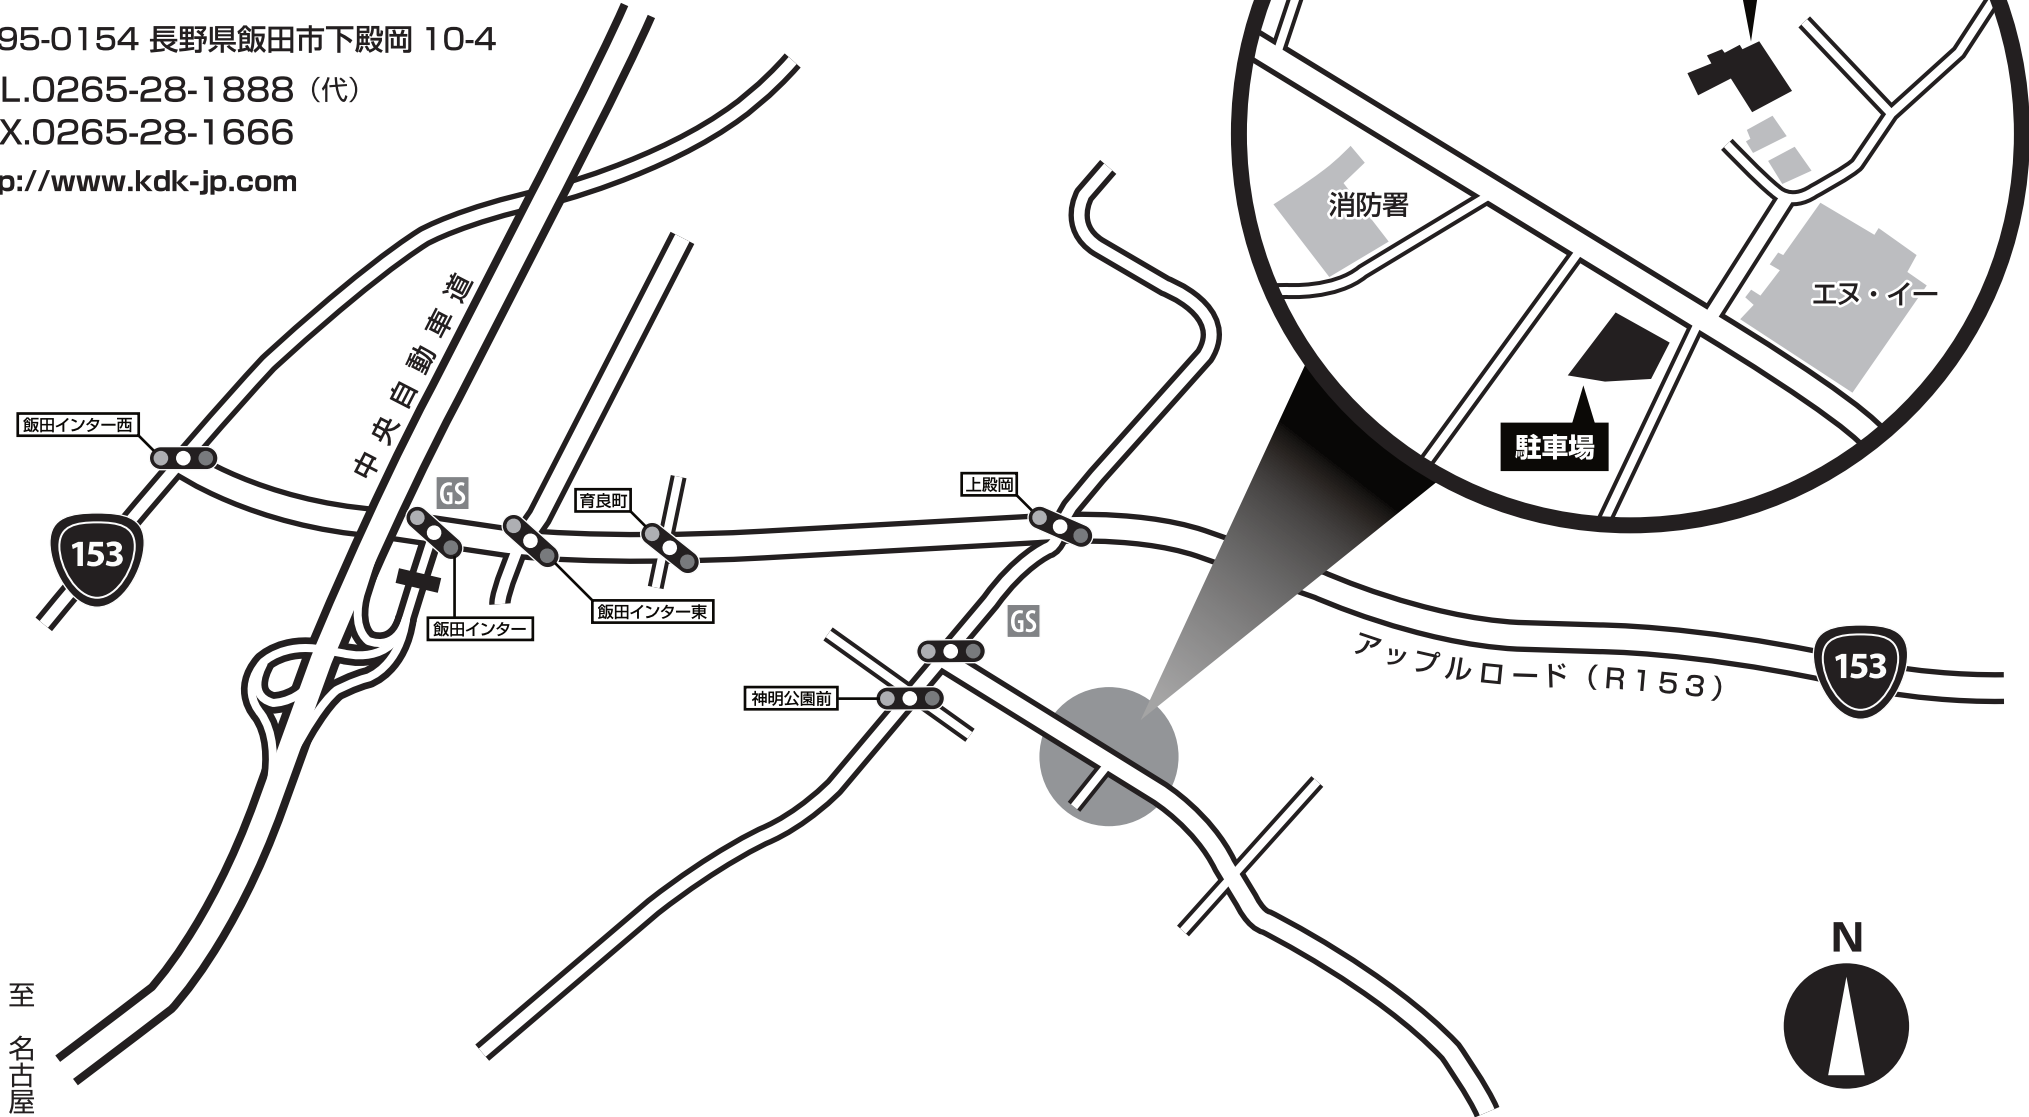 95-0154 長野県飯田市下殿岡 10-4
L.0265-28-1888（代）
X.0265-28-1666
p://www.kdk-jp.com
消防署
エヌ・イー
駐車場
中央自動車道
飯田インター西
GS
育良町
上殿岡
153
飯田インター東
飯田インター
GS
神明公園前
アップルロード（R153）
153
N
至 名古屋